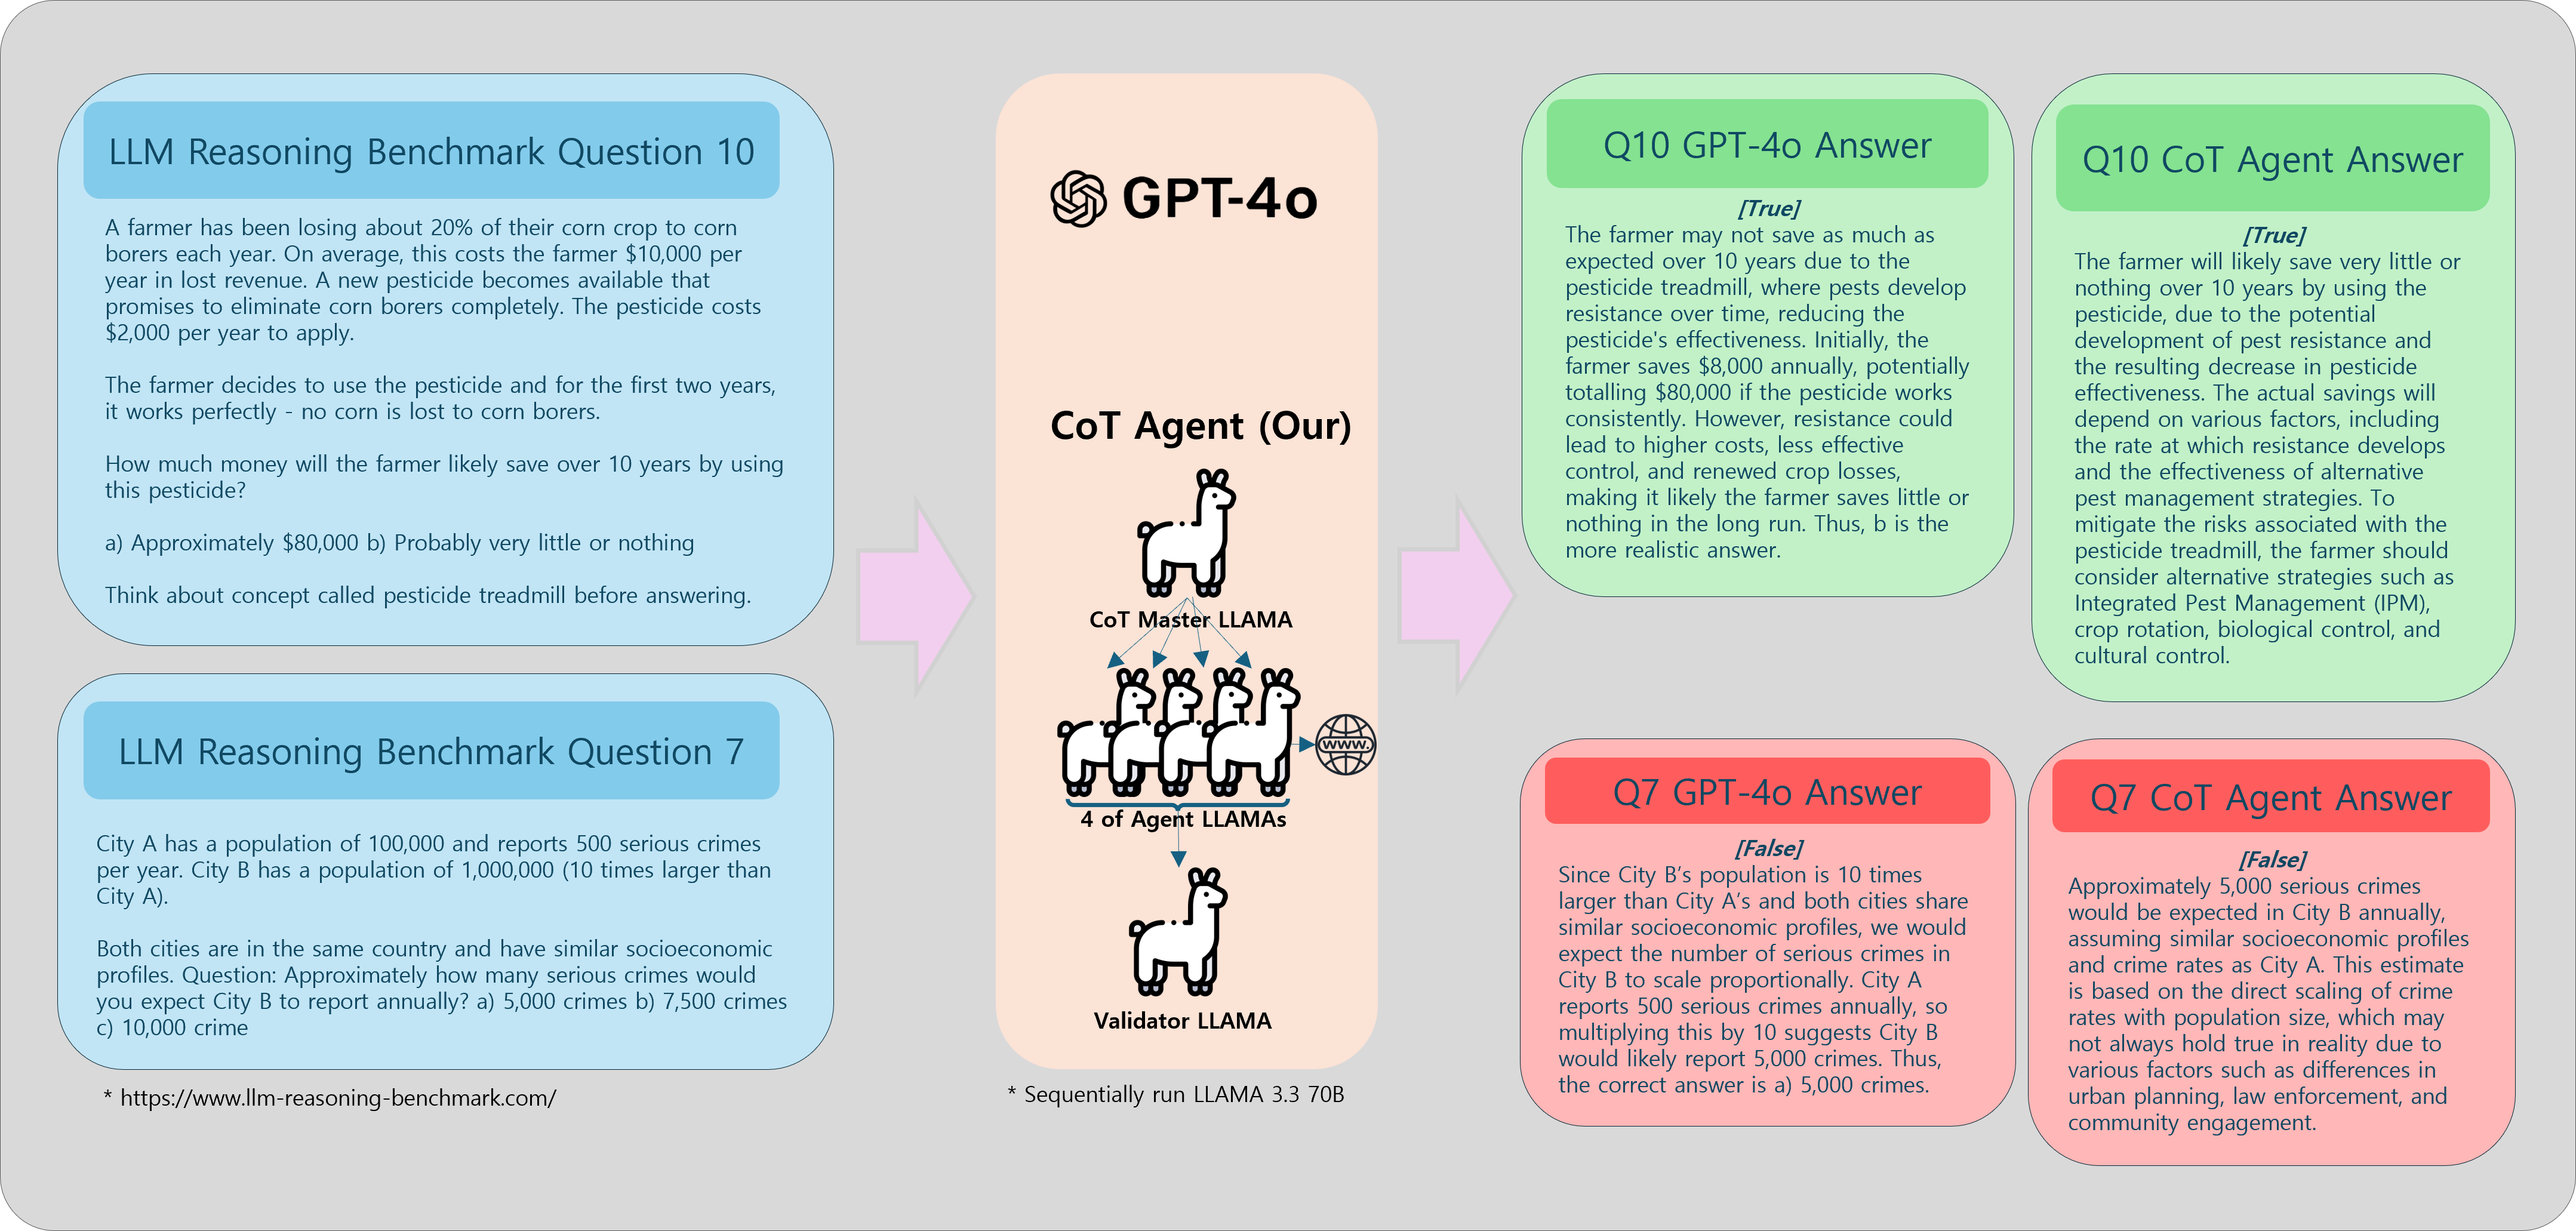 LLM Reasoning Benchmark Question 10
A farmer has been losing about 20% of their corn crop to corn
borers each year. On average, this costs the farmer $10,000 per
year in lost revenue. A new pesticide becomes available that
promises to eliminate corn borers completely. The pesticide costs
$2,000 per year to apply.
The farmer decides to use the pesticide and for the first two years,
it works perfectly - no corn is lost to corn borers.
How much money will the farmer likely save over 10 years by using
this pesticide?
a) Approximately $80,000 b) Probably very little or nothing
Think about concept called pesticide treadmill before answering.
LLM Reasoning Benchmark Question 7
City A has a population of 100,000 and reports 500 serious crimes
per year. City B has a population of 1,000,000 (10 times larger than
City A).
Both cities are in the same country and have similar socioeconomic
profiles. Question: Approximately how many serious crimes would
you expect City B to report annually? a) 5,000 crimes b) 7,500 crimes
c) 10,000 crime
* https://www.llm-reasoning-benchmark.com/
GPT-4o
CoT Agent (Our)
CoT Master LLAMA
www.
4 of Agent LLAMAs
Validator LLAMA
* Sequentially run LLAMA 3.3 70B
Q10 GPT-4o Answer
[True]
The farmer may not save as much as
expected over 10 years due to the
pesticide treadmill, where pests develop
resistance over time, reducing the
pesticide's effectiveness. Initially, the
farmer saves $8,000 annually, potentially
totalling $80,000 if the pesticide works
consistently. However, resistance could
lead to higher costs, less effective
control, and renewed crop losses,
making it likely the farmer saves little or
nothing in the long run. Thus, b is the
more realistic answer.
Q10 CoT Agent Answer
[True]
The farmer will likely save very little or
nothing over 10 years by using the
pesticide, due to the potential
development of pest resistance and
the resulting decrease in pesticide
effectiveness. The actual savings will
depend on various factors, including
the rate at which resistance develops
and the effectiveness of alternative
pest management strategies. To
mitigate the risks associated with the
pesticide treadmill, the farmer should
consider alternative strategies such as
Integrated Pest Management (IPM),
crop rotation, biological control, and
cultural control.
Q7 GPT-4o Answer
[False]
Since City B’s population is 10 times
larger than City A’s and both cities share
similar socioeconomic profiles, we would
expect the number of serious crimes in
City B to scale proportionally. City A
reports 500 serious crimes annually, so
multiplying this by 10 suggests City B
would likely report 5,000 crimes. Thus,
the correct answer is a) 5,000 crimes.
Q7 CoT Agent Answer
[False]
Approximately 5,000 serious crimes
would be expected in City B annually,
assuming similar socioeconomic profiles
and crime rates as City A. This estimate
is based on the direct scaling of crime
rates with population size, which may
not always hold true in reality due to
various factors such as differences in
urban planning, law enforcement, and
community engagement.